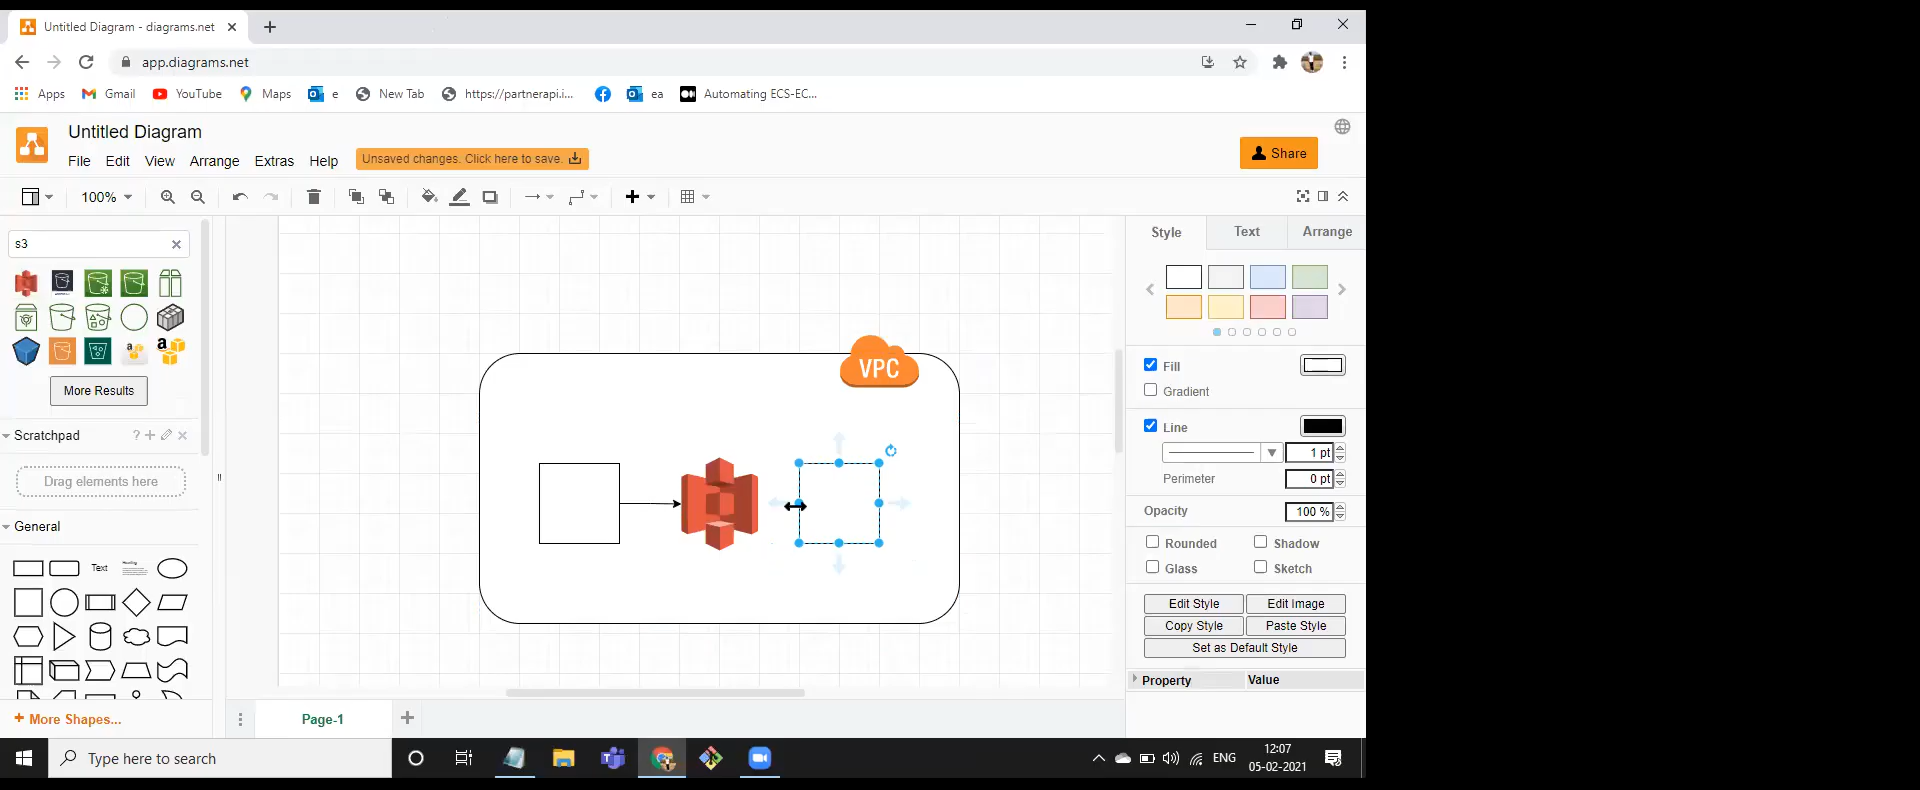 Untitled Diagram - diagrams.net
app.diagrams.net
Apps
Gmail
YouTube
Maps
e
New Tab
https://partnerapi.i...
ea
Automating ECS-EC...
Untitled Diagram
File
Edit
View
Arrange
Extras
Help
Unsaved changes. Click here to save.
Share
100%
s3
More Results
Scratchpad
?
Drag elements here
General
Text
Heading
More Shapes...
VPC
Page-1
Style
Text
Arrange
Fill
Gradient
Line
1 pt
Perimeter
0 pt
Opacity
100 %
Rounded
Shadow
Glass
Sketch
Edit Style
Edit Image
Copy Style
Paste Style
Set as Default Style
Property
Value
Type here to search
ENG
12:07
05-02-2021